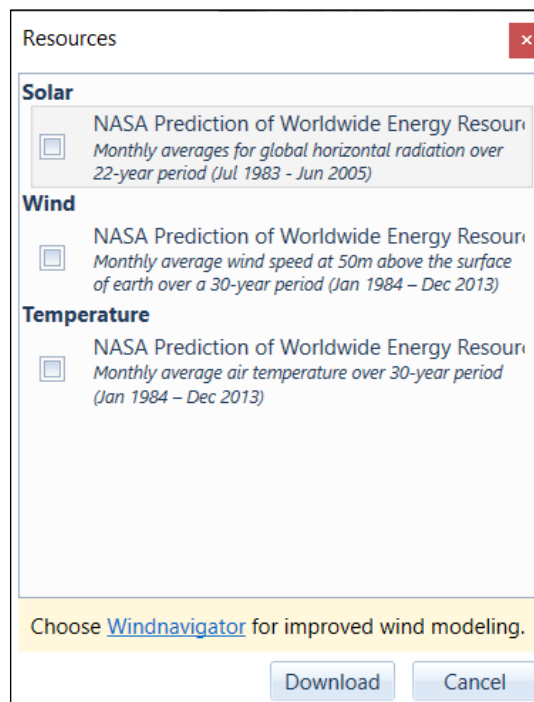 Resources
Solar
NASA Prediction of Worldwide Energy Resour
Monthly averages for global horizontal radiation over
22-year period (Jul 1983 - Jun 2005)
Wind
NASA Prediction of Worldwide Energy Resour
Monthly average wind speed at 50m above the surface
of earth over a 30-year period (Jan 1984 – Dec 2013)
Temperature
NASA Prediction of Worldwide Energy Resour
Monthly average air temperature over 30-year period
(Jan 1984 – Dec 2013)
Choose Windnavigator for improved wind modeling.
Download Cancel